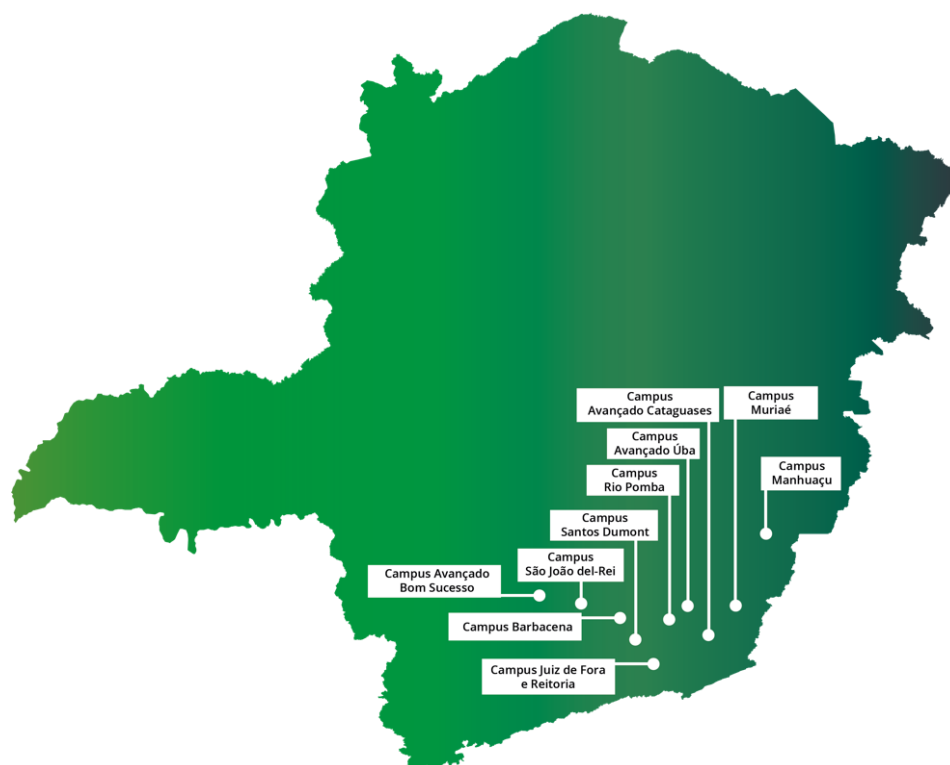 Campus
Avançado Cataguases
Campus
Muriaé
Campus
Avançado Úba
Campus
Manhuaçu
Campus
Rio Pomba
Campus
Santos Dumont
Campus
São João del-Rei
Campus Avançado
Bom Sucesso
Campus Barbacena
Campus Juiz de Fora
e Reitoria